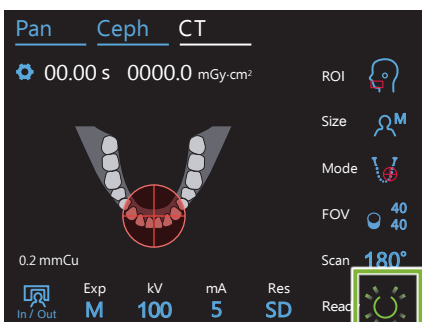 Pan Ceph CT
00.00 s 0000.0 mGy·cm²
ROI
Size M
Mode
FOV 40 40
0.2 mmCu
Scan 180°
Exp kV mA Res
In / Out M 100 5 SD
Ready